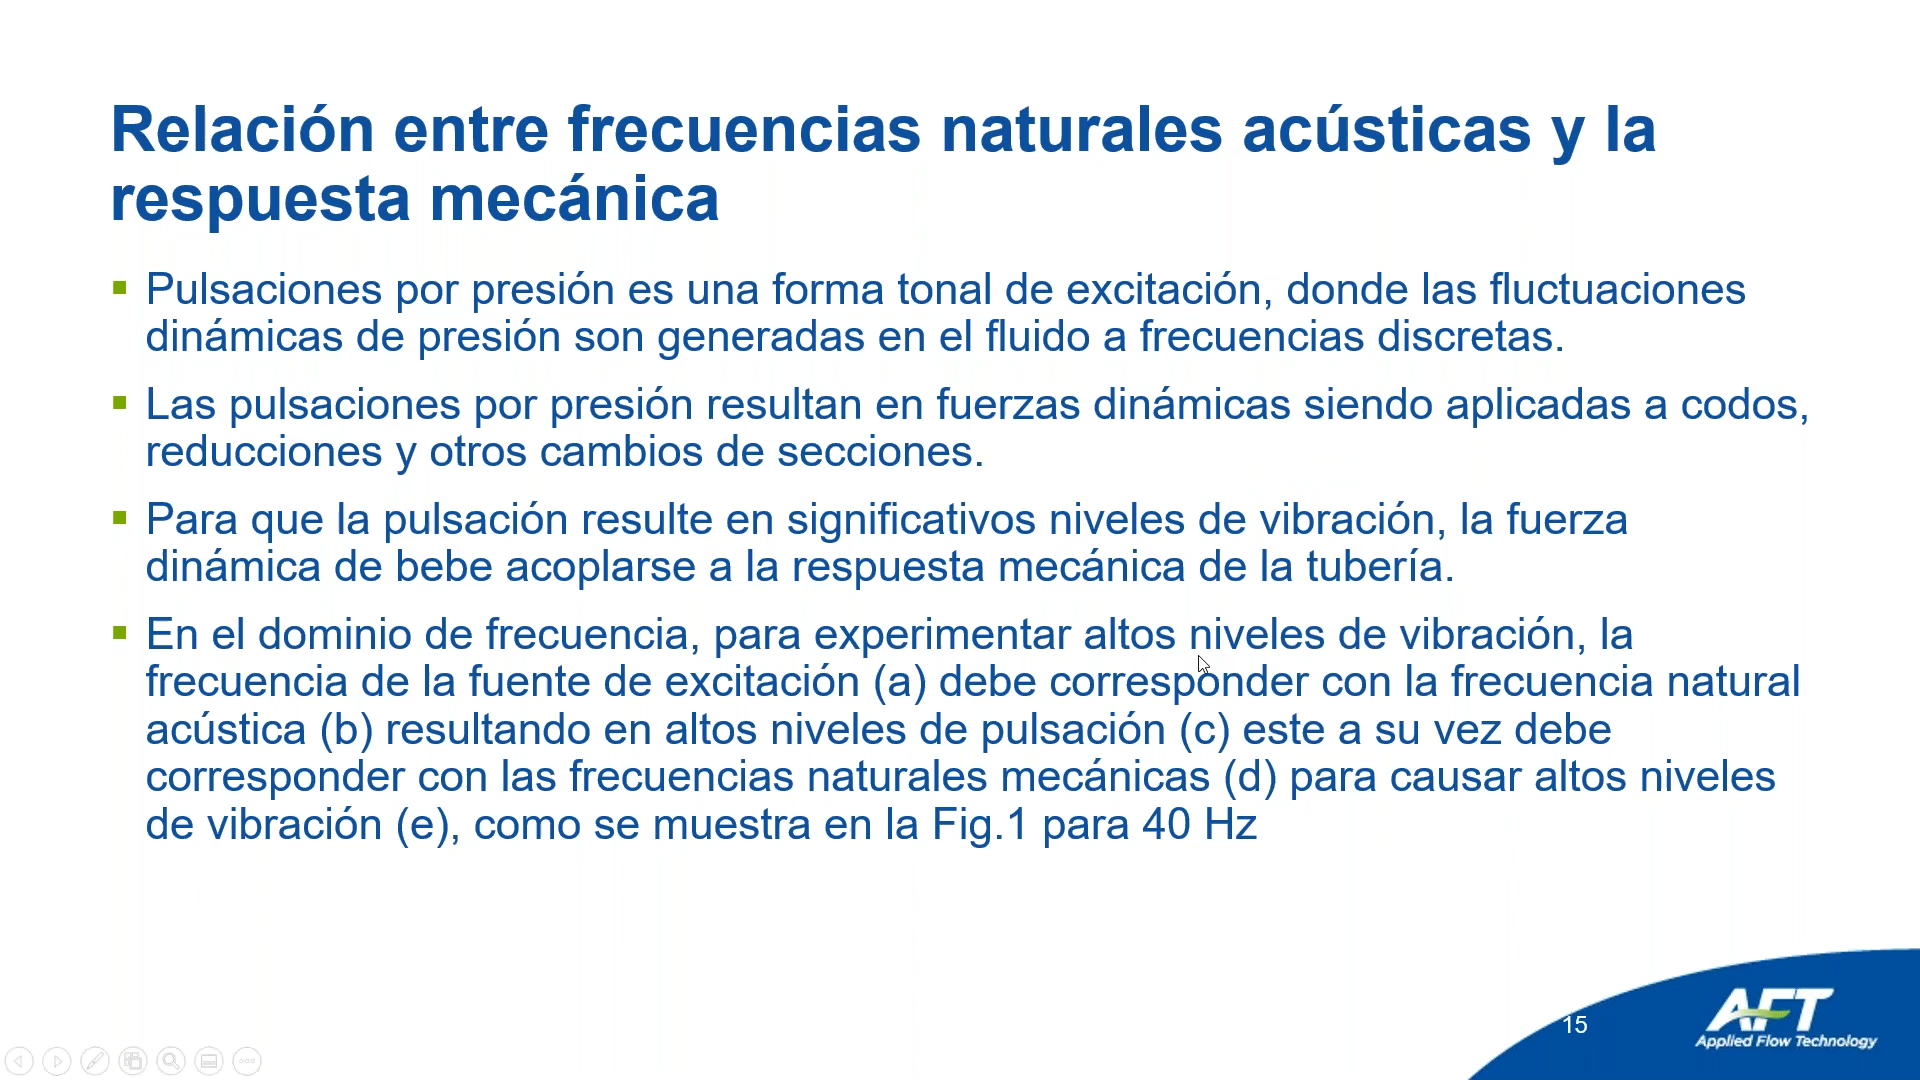 Relación entre frecuencias naturales acústicas y la
respuesta mecánica
Pulsaciones por presión es una forma tonal de excitación, donde las fluctuaciones
dinámicas de presión son generadas en el fluido a frecuencias discretas.
Las pulsaciones por presión resultan en fuerzas dinámicas siendo aplicadas a codos,
reducciones y otros cambios de secciones.
Para que la pulsación resulte en significativos niveles de vibración, la fuerza
dinámica de bebe acoplarse a la respuesta mecánica de la tubería.
En el dominio de frecuencia, para experimentar altos niveles de vibración, la
frecuencia de la fuente de excitación (a) debe corresponder con la frecuencia natural
acústica (b) resultando en altos niveles de pulsación (c) este a su vez debe
corresponder con las frecuencias naturales mecánicas (d) para causar altos niveles
de vibración (e), como se muestra en la Fig.1 para 40 Hz
15
AFT
Applied Flow Technology